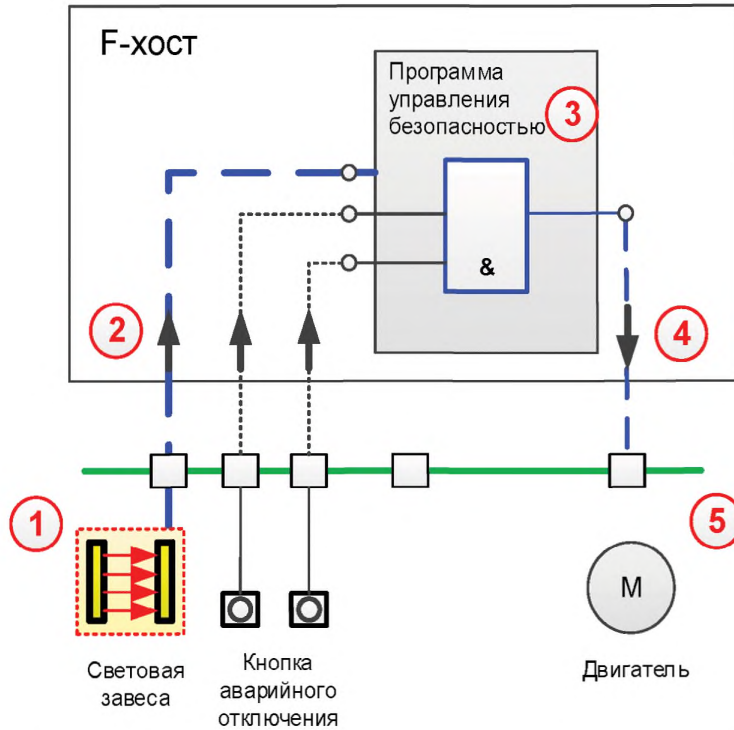 F-хост
Программа
управления
безопасностью
3
&
2
4
1
5
M
Световая
завеса
Кнопка
аварийного
отключения
Двигатель